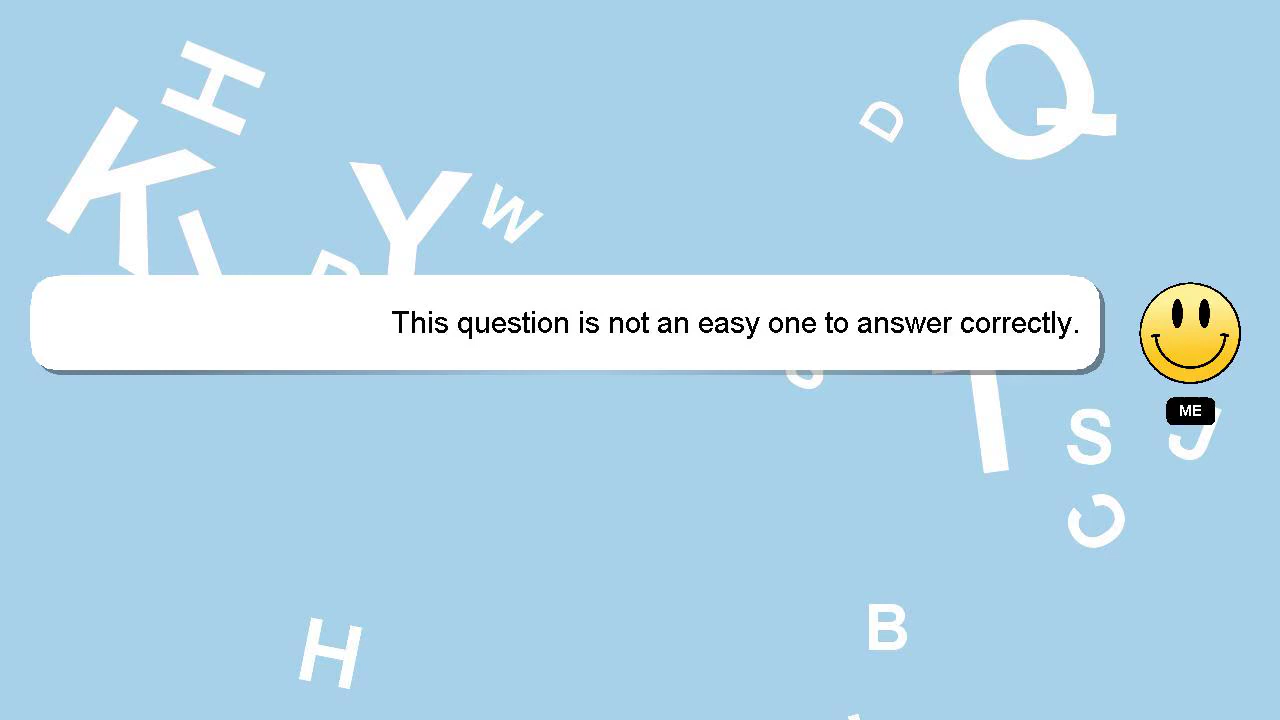 H
Q
D
K
Y
W
This question is not an easy one to answer correctly.
ME
T
S
J
C
H
B